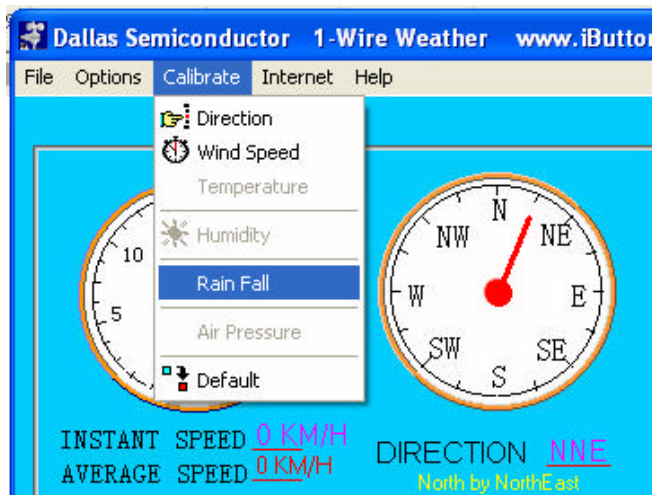 Dallas Semiconductor 1-Wire Weather www.iButto
File Options Calibrate Internet Help
Direction
Wind Speed
Temperature
Humidity
Rain Fall
Air Pressure
Default
10
5
N
NW NE
W E
SW SE
S
INSTANT SPEED 0 KM/H
AVERAGE SPEED 0 KM/H
DIRECTION NNE
North by NorthEast